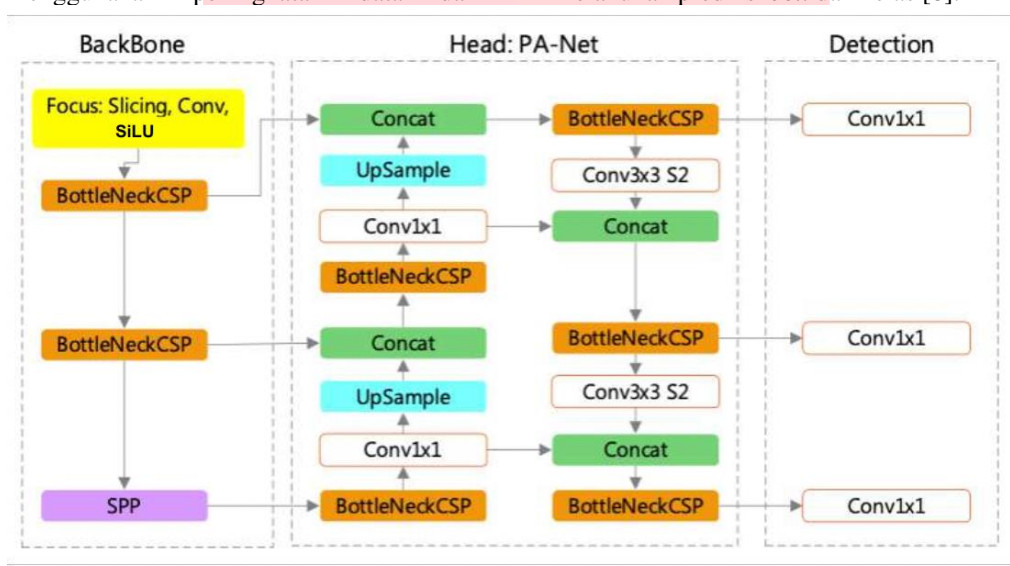 BackBone
Head: PA-Net
Detection
Focus: Slicing, Conv,
SiLU
BottleNeckCSP
BottleNeckCSP
SPP
Concat
UpSample
Conv1x1
BottleNeckCSP
Concat
UpSample
Conv1x1
BottleNeckCSP
BottleNeckCSP
Conv3x3 S2
Concat
BottleNeckCSP
Conv3x3 S2
Concat
BottleNeckCSP
Conv1x1
Conv1x1
Conv1x1